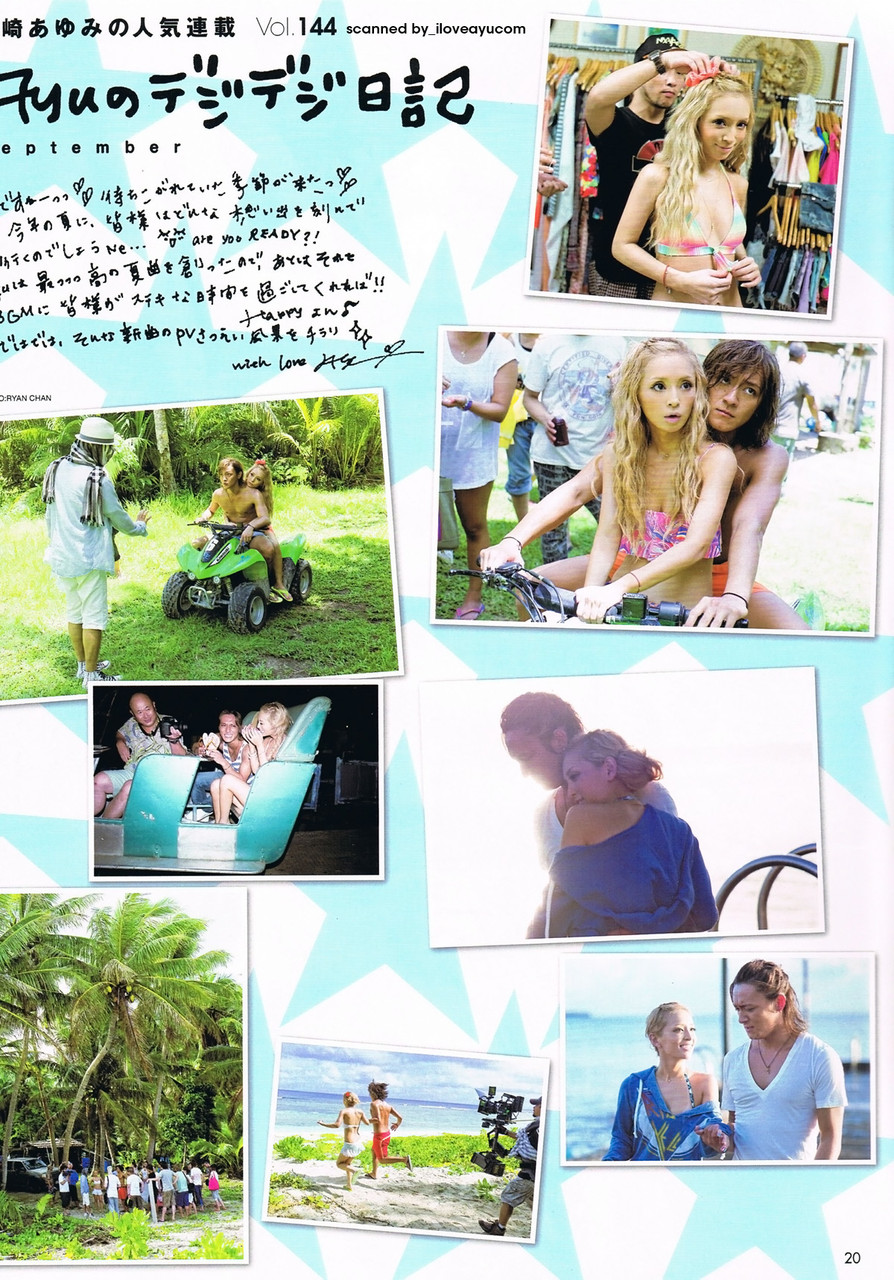 崎あゆみの人気連載 Vol.144 scanned by_iloveayucom
Ayuのデジデジ日記
eptember
ですねーっっ 待ちこがれていた季節が来たっ
今年の夏に、皆様はどんな想い出を刻んで
行くのでしょうNe... are you READY?!
は最っっっ高の夏曲を創ったので、あとはそれを
BGMに皆様がステキな時間を過ごしてくれれば!!
Happy
ではでは、そんな新曲のPVさつえい風景をチラリ
with love
O:RYAN CHAN
20